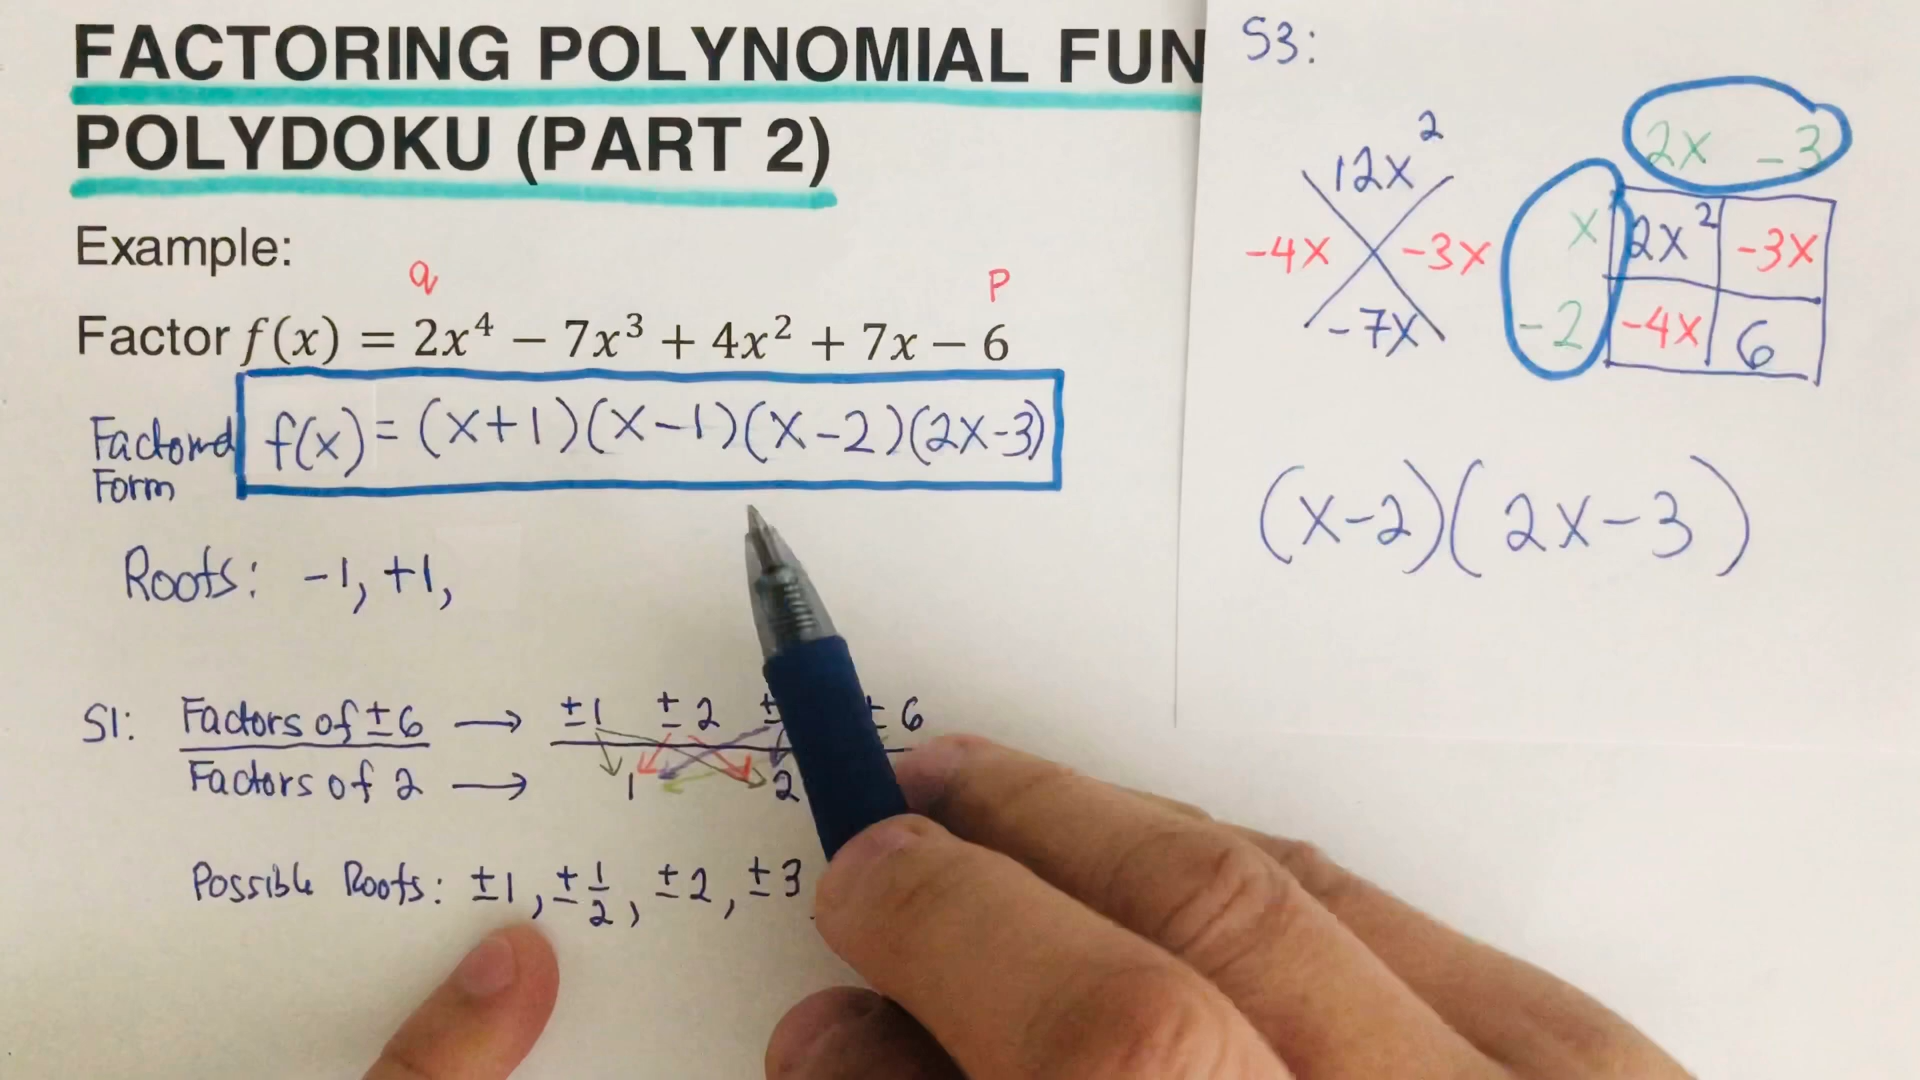 FACTORING POLYNOMIAL FUN
POLYDOKU (PART 2)
Example:
q
p
Factor f(x) = 2x⁴ − 7x³ + 4x² + 7x − 6
Factored Form
f(x) = (x+1)(x-1)(x-2)(2x-3)
Roots: -1, +1,
S1: Factors of ±6 → ±1 ±2 ± ± 6
Factors of 2 → 1 2
Possible Roots: ±1, ±1/2, ±2, ±3
S3:
12x²
-4x -3x
-7x
2x -3
x 2x² -3x
-2 -4x 6
(x-2)(2x-3)